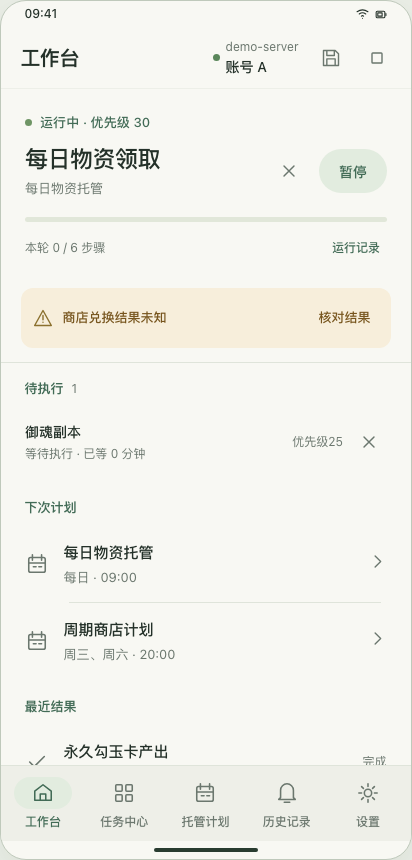 09:41
工作台
demo-server
账号 A
运行中 · 优先级 30
每日物资领取
每日物资托管
暂停
本轮 0 / 6 步骤
运行记录
商店兑换结果未知
核对结果
待执行 1
御魂副本
等待执行 · 已等 0 分钟
优先级25
下次计划
每日物资托管
每日 · 09:00
周期商店计划
周三、周六 · 20:00
最近结果
永久勾玉卡产出
完成
工作台
任务中心
托管计划
历史记录
设置